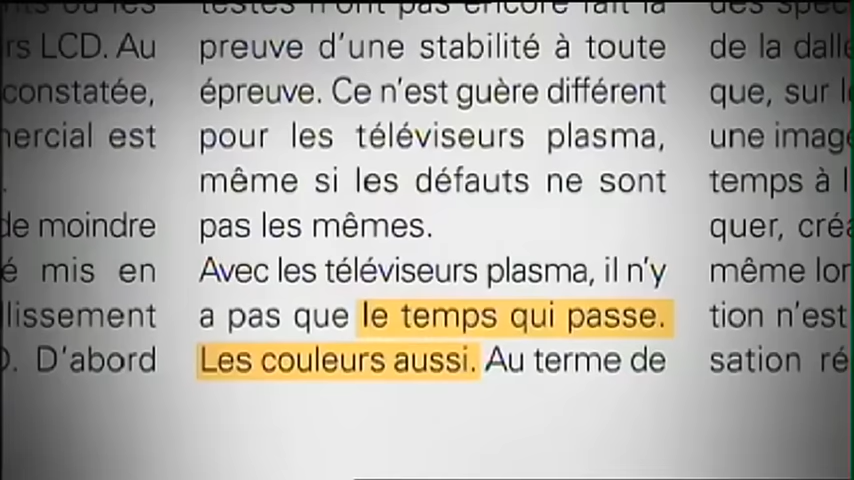 rs LCD. Au
constatée,
ercial est
de moindre
é mis en
llissement
D'abord
testes n'ont pas encore fait la
preuve d'une stabilité à toute
épreuve. Ce n'est guère différent
pour les téléviseurs plasma,
même si les défauts ne sont
pas les mêmes.
Avec les téléviseurs plasma, il n'y
a pas que le temps qui passe.
Les couleurs aussi. Au terme de
de la dalle
que, sur
une imag
temps à
quer, créa
même lor
tion n'est
sation ré